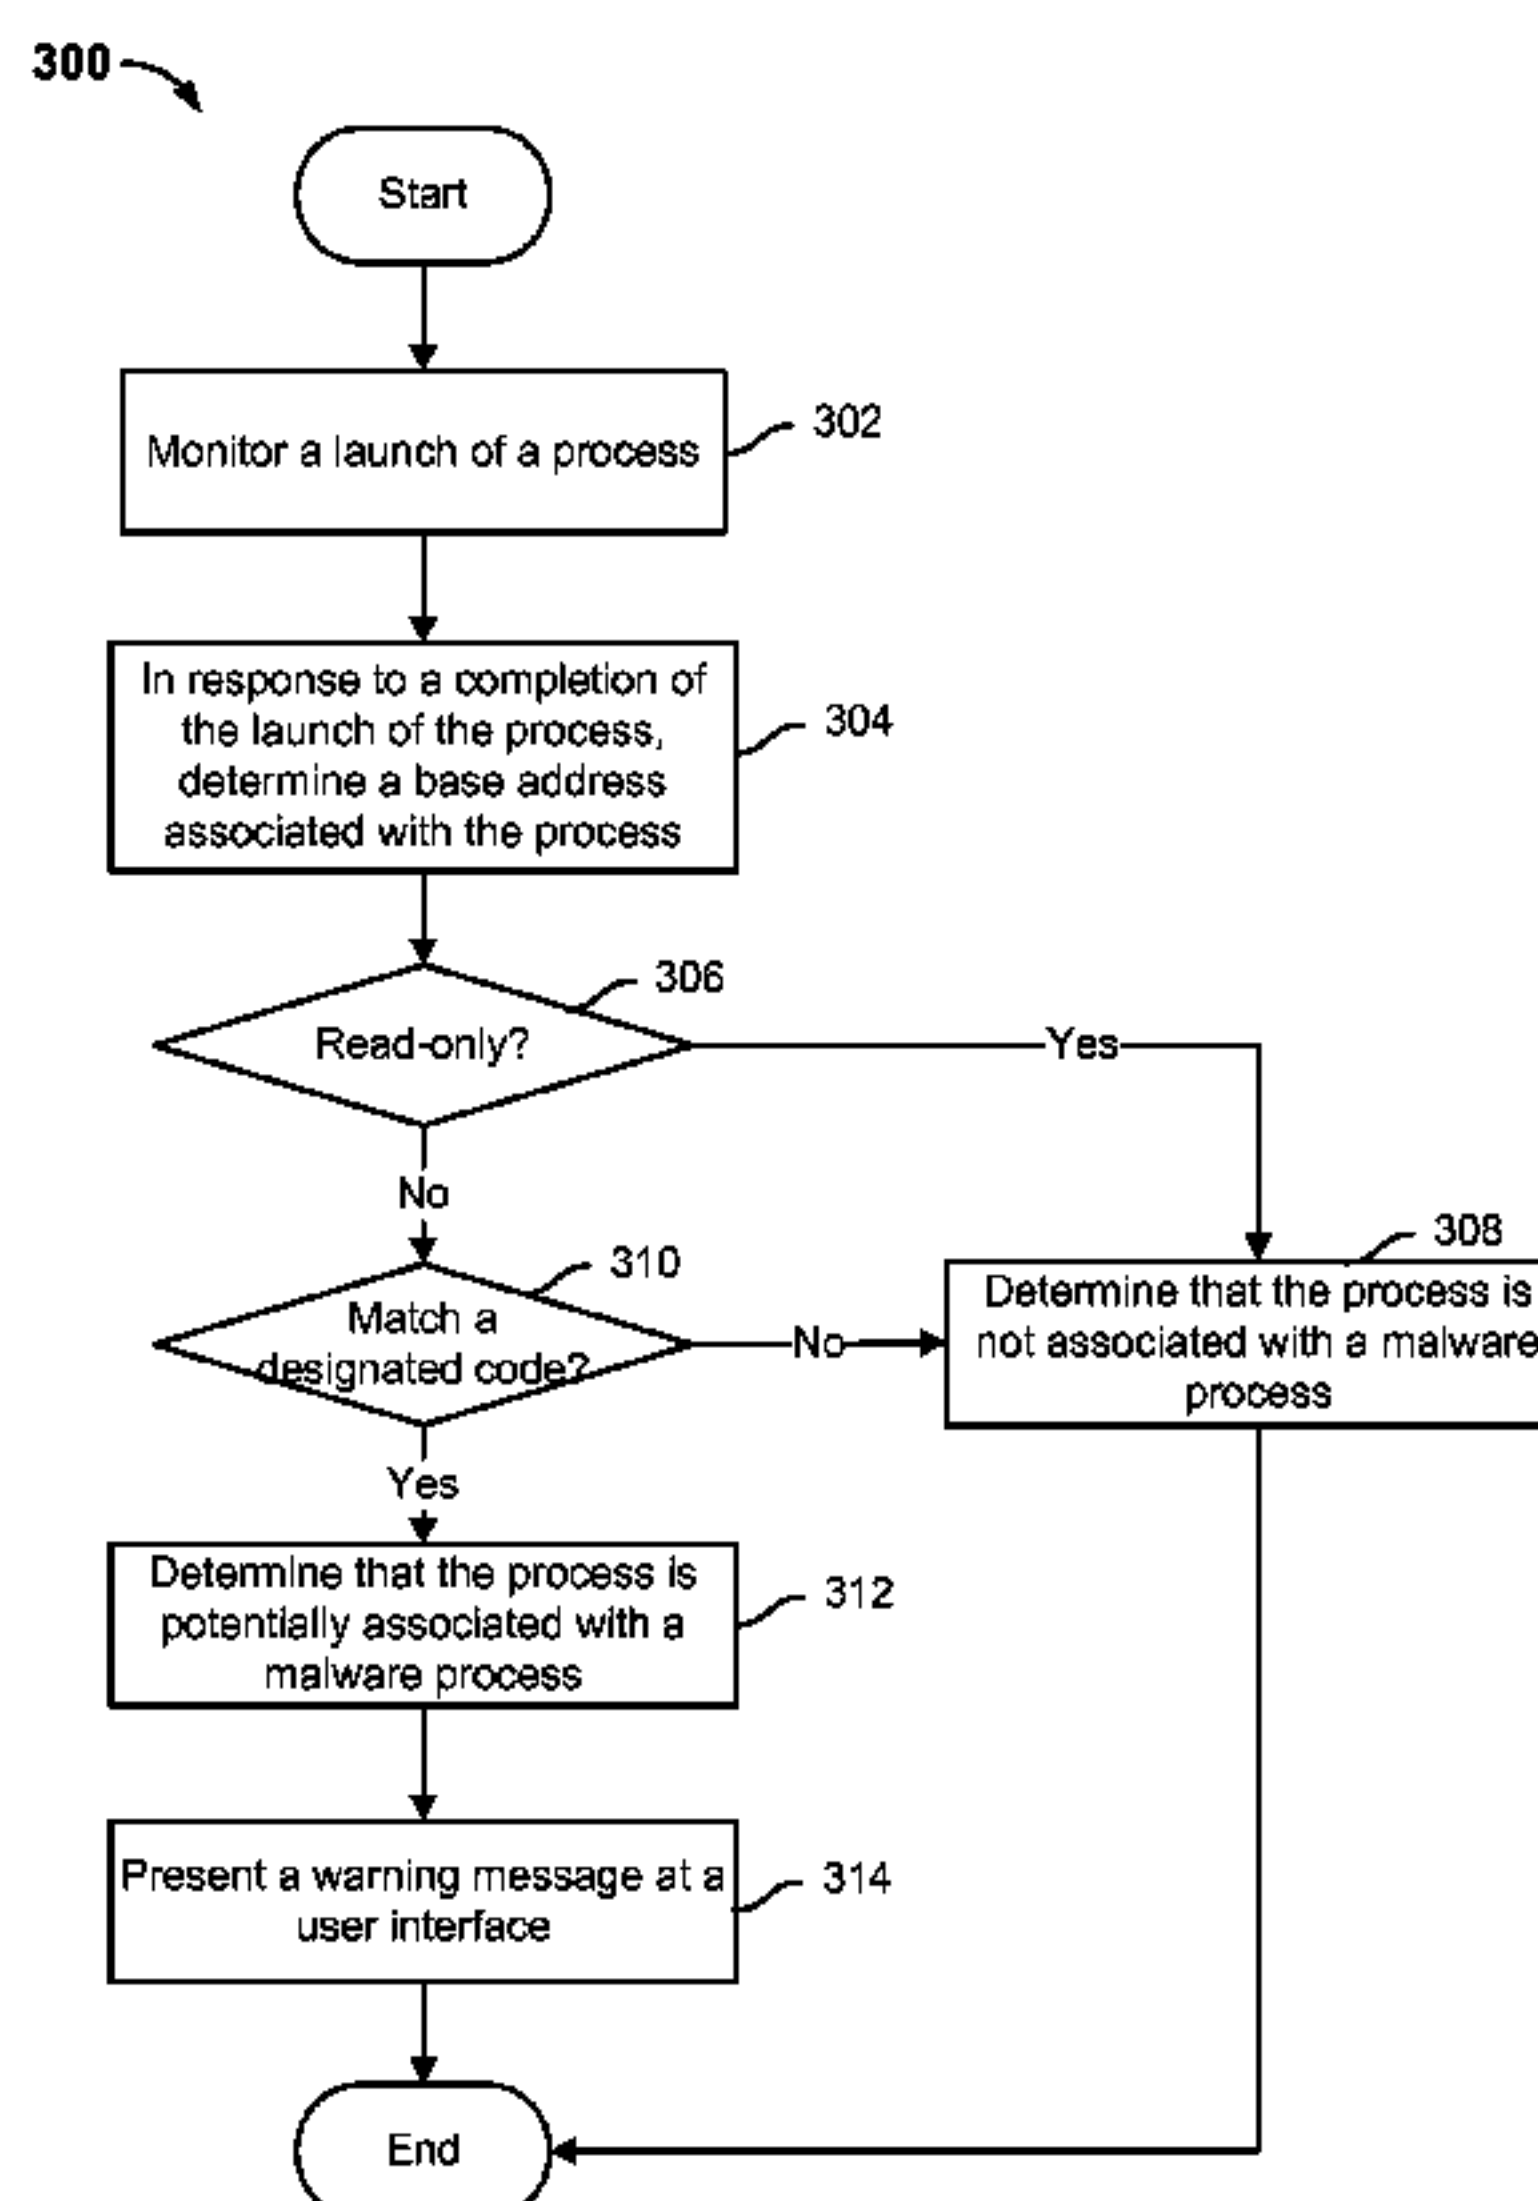 300
Start
Monitor a launch of a process
302
In response to a completion of
the launch of the process,
determine a base address
associated with the process
304
306
Read-only?
Yes
No
310
Match a
designated code?
No
308
Determine that the process is
not associated with a malware
process
Yes
Determine that the process is
potentially associated with a
malware process
312
Present a warning message at a
user interface
314
End